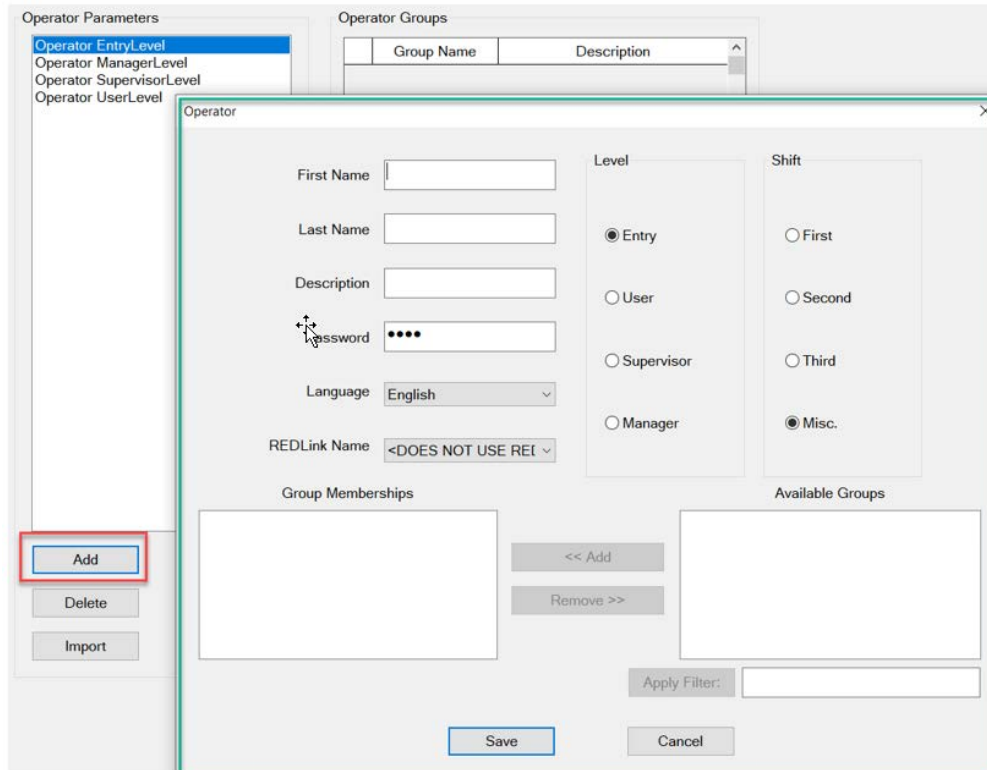 Operator Parameters
Operator Groups
Operator EntryLevel
Operator ManagerLevel
Operator SupervisorLevel
Operator UserLevel
Group Name Description
Operator
First Name
Last Name
Description
Password ••••
Language English
REDLink Name <DOES NOT USE REI
Level
Entry
User
Supervisor
Manager
Shift
First
Second
Third
Misc.
Group Memberships
Available Groups
<< Add
Remove >>
Apply Filter:
Save Cancel
Add
Delete
Import